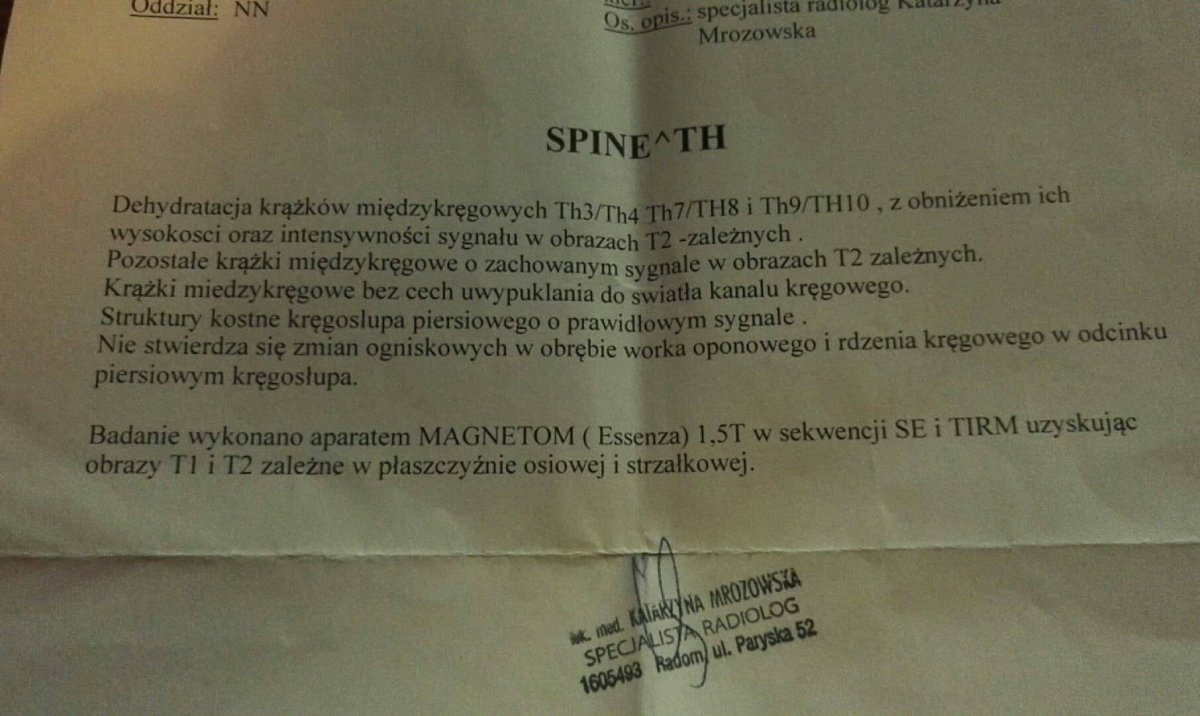 Oddział: NN
Os. opis.: specjalista radiolog Katarzyna
Mrozowska
SPINE^TH
Dehydratacja krążków międzykręgowych Th3/Th4 Th7/TH8 i Th9/TH10 , z obniżeniem ich
wysokosci oraz intensywności sygnału w obrazach T2 -zależnych .
Pozostałe krążki międzykręgowe o zachowanym sygnale w obrazach T2 zależnych.
Krążki miedzykręgowe bez cech uwypuklania do swiatła kanalu kręgowego.
Struktury kostne kręgoslupa piersiowego o prawidłowym sygnale .
Nie stwierdza się zmian ogniskowych w obrębie worka oponowego i rdzenia kręgowego w odcinku
piersiowym kręgosłupa.
Badanie wykonano aparatem MAGNETOM ( Essenza) 1,5T w sekwencji SE i TIRM uzyskując
obrazy T1 i T2 zależne w płaszczyźnie osiowej i strzałkowej.
lek. med. KATARZYNA MROZOWSKA
SPECJALISTA RADIOLOG
1605493 Radom, ul. Paryska 52